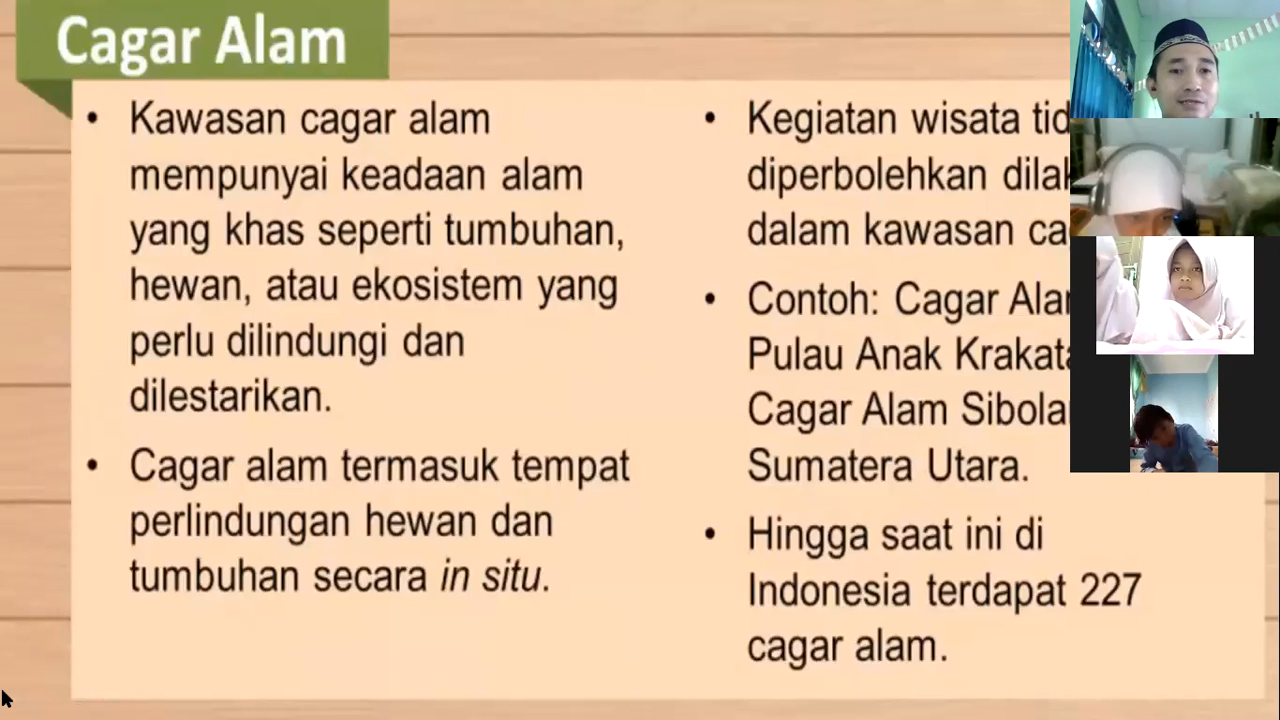 Cagar Alam
• Kawasan cagar alam
mempunyai keadaan alam
yang khas seperti tumbuhan,
hewan, atau ekosistem yang
perlu dilindungi dan
dilestarikan.
• Cagar alam termasuk tempat
perlindungan hewan dan
tumbuhan secara in situ.
• Kegiatan wisata
diperbolehkan
dalam kawasan
• Contoh: Cagar
Pulau Anak
Cagar Alam
Sumatera Utara.
• Hingga saat ini di
Indonesia terdapat 227
cagar alam.